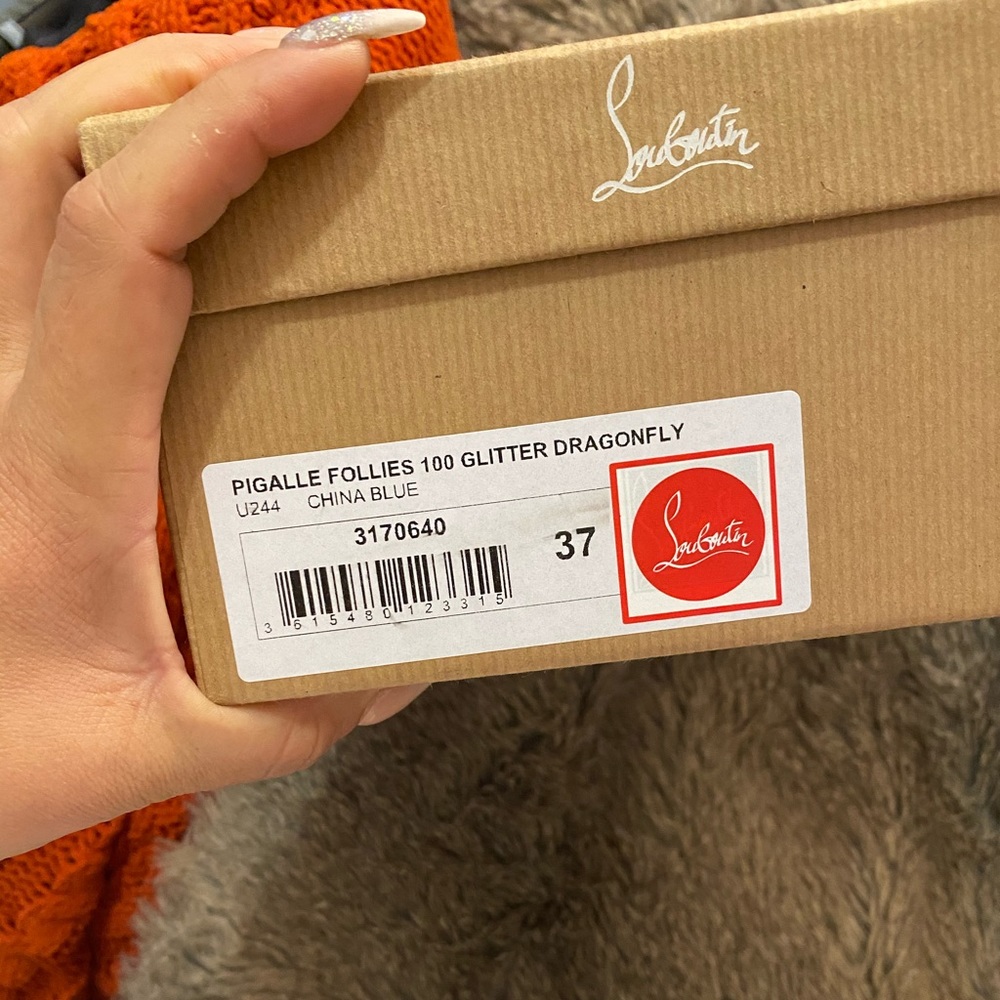 Louboutin
PIGALLE FOLLIES 100 GLITTER DRAGONFLY
U244 CHINA BLUE
3170640
37
3 615480 123315
Louboutin